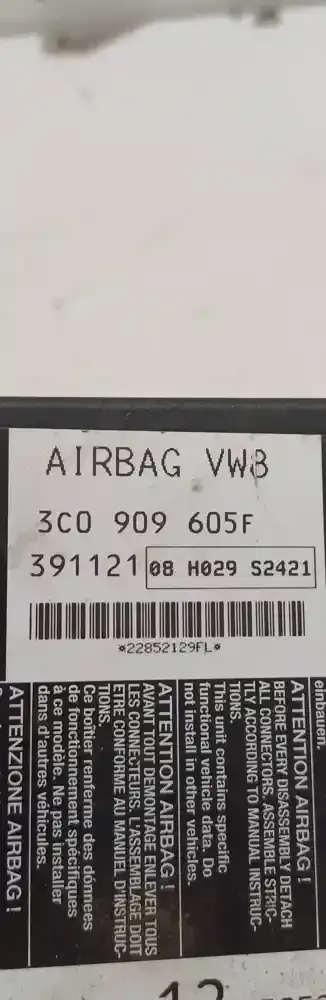 AIRBAG VW8
3C0 909 605F
391121 08 H029 S2421
*22852129FL*
einbauen.
ATTENTION AIRBAG !
BEFORE EVERY DISASSEMBLY DETACH
ALL CONNECTORS. ASSEMBLE STRIC-
TLY ACCORDING TO MANUAL INSTRUC-
TIONS.
This unit contains specific
functional vehicle data. Do
not install in other vehicles.
ATTENTION AIRBAG !
AVANT TOUT DEMONTAGE ENLEVER TOUS
LES CONNECTEURS. L'ASSEMBLAGE DOIT
ETRE CONFORME AU MANUEL D'INSTRUC-
TIONS.
Ce boîtier renferme des données
de fonctionnement spécifiques
à ce modèle. Ne pas installer
dans d'autres véhicules.
ATTENZIONE AIRBAG !